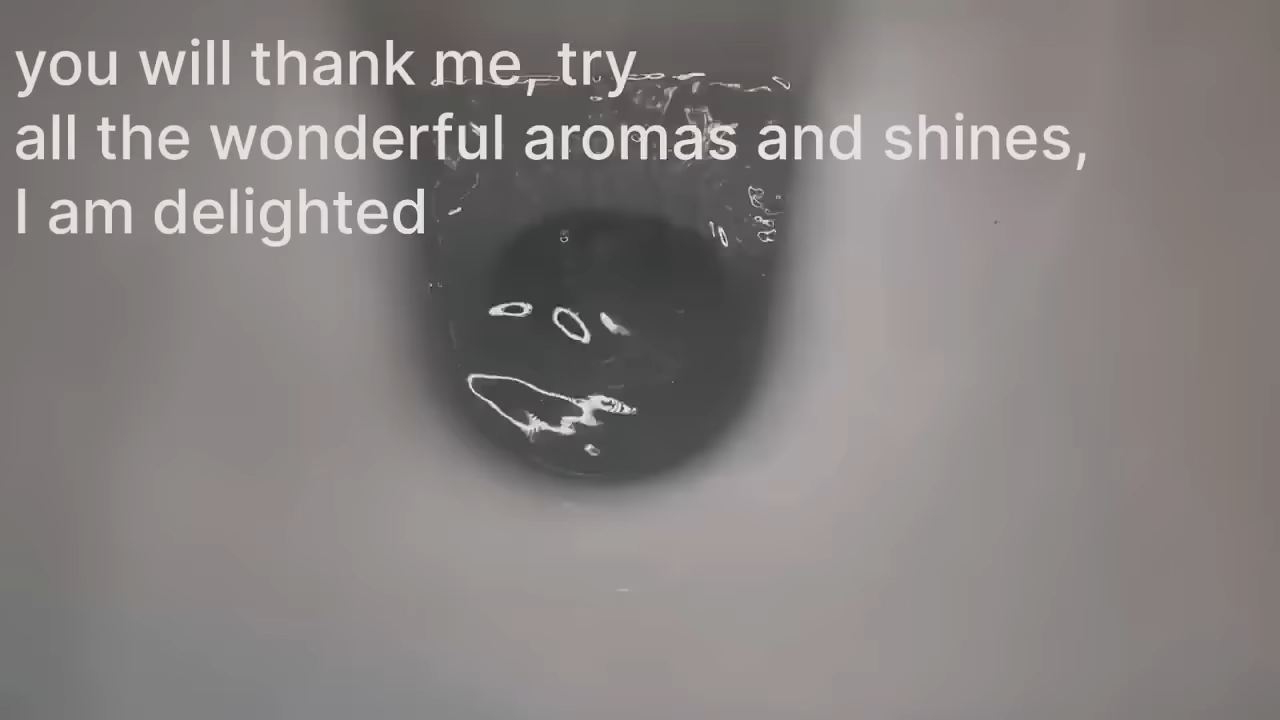 you will thank me, try
all the wonderful aromas and shines,
I am delighted